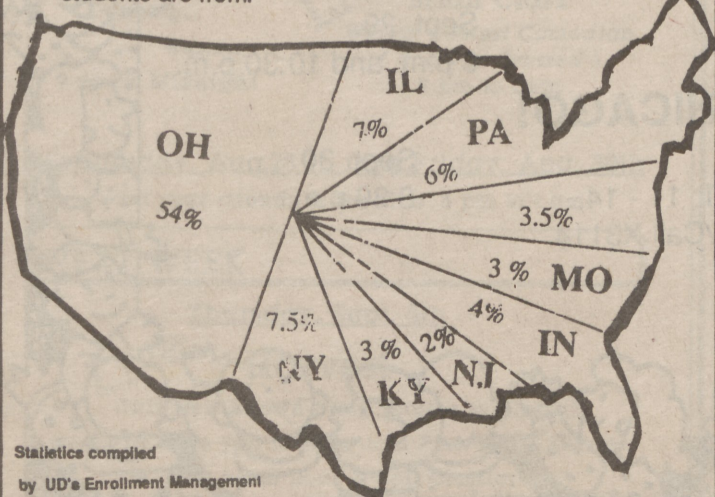 students are from.
IL
7%
OH
PA
54%
6%
3.5%
3 %
MO
4%
7.5%
IN
2%
3 %
NY
NJ
KY
Statistics compiled
by UD's Enrollment Management